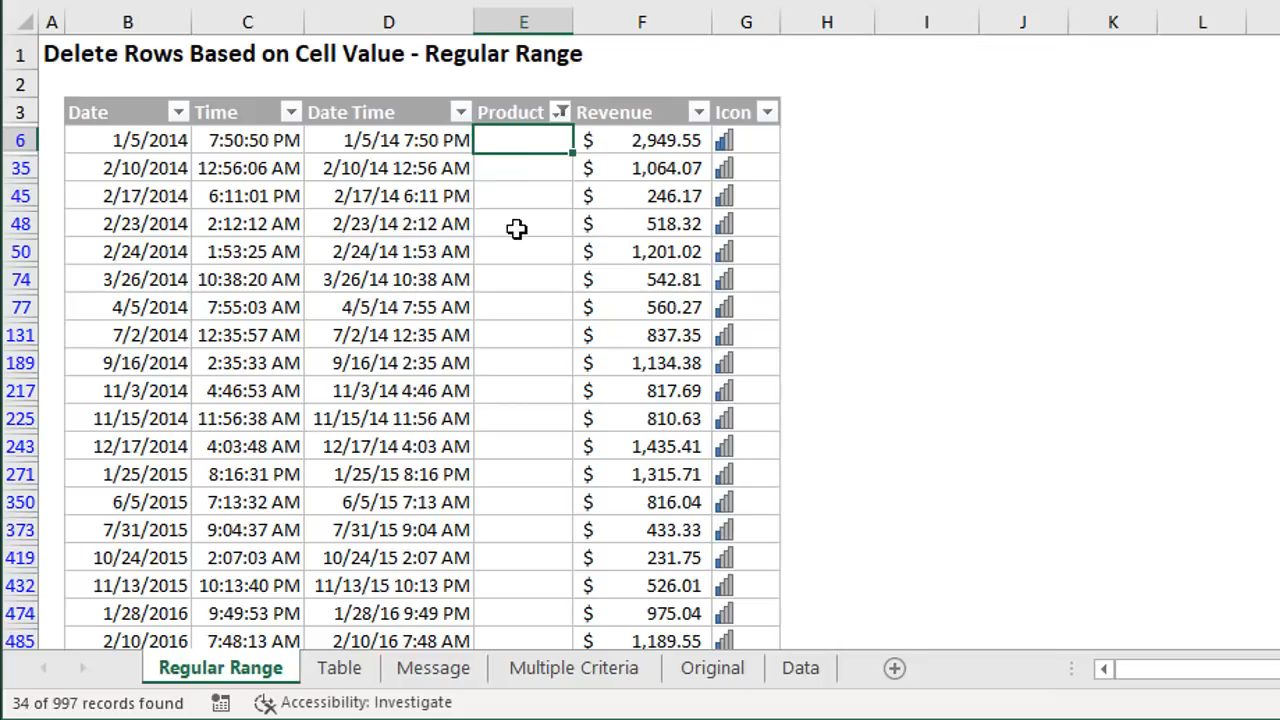 A B C D E F G H I J K L
1 Delete Rows Based on Cell Value - Regular Range
2
3 Date Time Date Time Product Revenue Icon
6 1/5/2014 7:50:50 PM 1/5/14 7:50 PM $ 2,949.55
35 2/10/2014 12:56:06 AM 2/10/14 12:56 AM $ 1,064.07
45 2/17/2014 6:11:01 PM 2/17/14 6:11 PM $ 246.17
48 2/23/2014 2:12:12 AM 2/23/14 2:12 AM $ 518.32
50 2/24/2014 1:53:25 AM 2/24/14 1:53 AM $ 1,201.02
74 3/26/2014 10:38:20 AM 3/26/14 10:38 AM $ 542.81
77 4/5/2014 7:55:03 AM 4/5/14 7:55 AM $ 560.27
131 7/2/2014 12:35:57 AM 7/2/14 12:35 AM $ 837.35
189 9/16/2014 2:35:33 AM 9/16/14 2:35 AM $ 1,134.38
217 11/3/2014 4:46:53 AM 11/3/14 4:46 AM $ 817.69
225 11/15/2014 11:56:38 AM 11/15/14 11:56 AM $ 810.63
243 12/17/2014 4:03:48 AM 12/17/14 4:03 AM $ 1,435.41
271 1/25/2015 8:16:31 PM 1/25/15 8:16 PM $ 1,315.71
350 6/5/2015 7:13:32 AM 6/5/15 7:13 AM $ 816.04
373 7/31/2015 9:04:37 AM 7/31/15 9:04 AM $ 433.33
419 10/24/2015 2:07:03 AM 10/24/15 2:07 AM $ 231.75
432 11/13/2015 10:13:40 PM 11/13/15 10:13 PM $ 526.01
474 1/28/2016 9:49:53 PM 1/28/16 9:49 PM $ 975.04
485 2/10/2016 7:48:13 AM 2/10/16 7:48 AM $ 1,189.55
Regular Range Table Message Multiple Criteria Original Data
34 of 997 records found Accessibility: Investigate